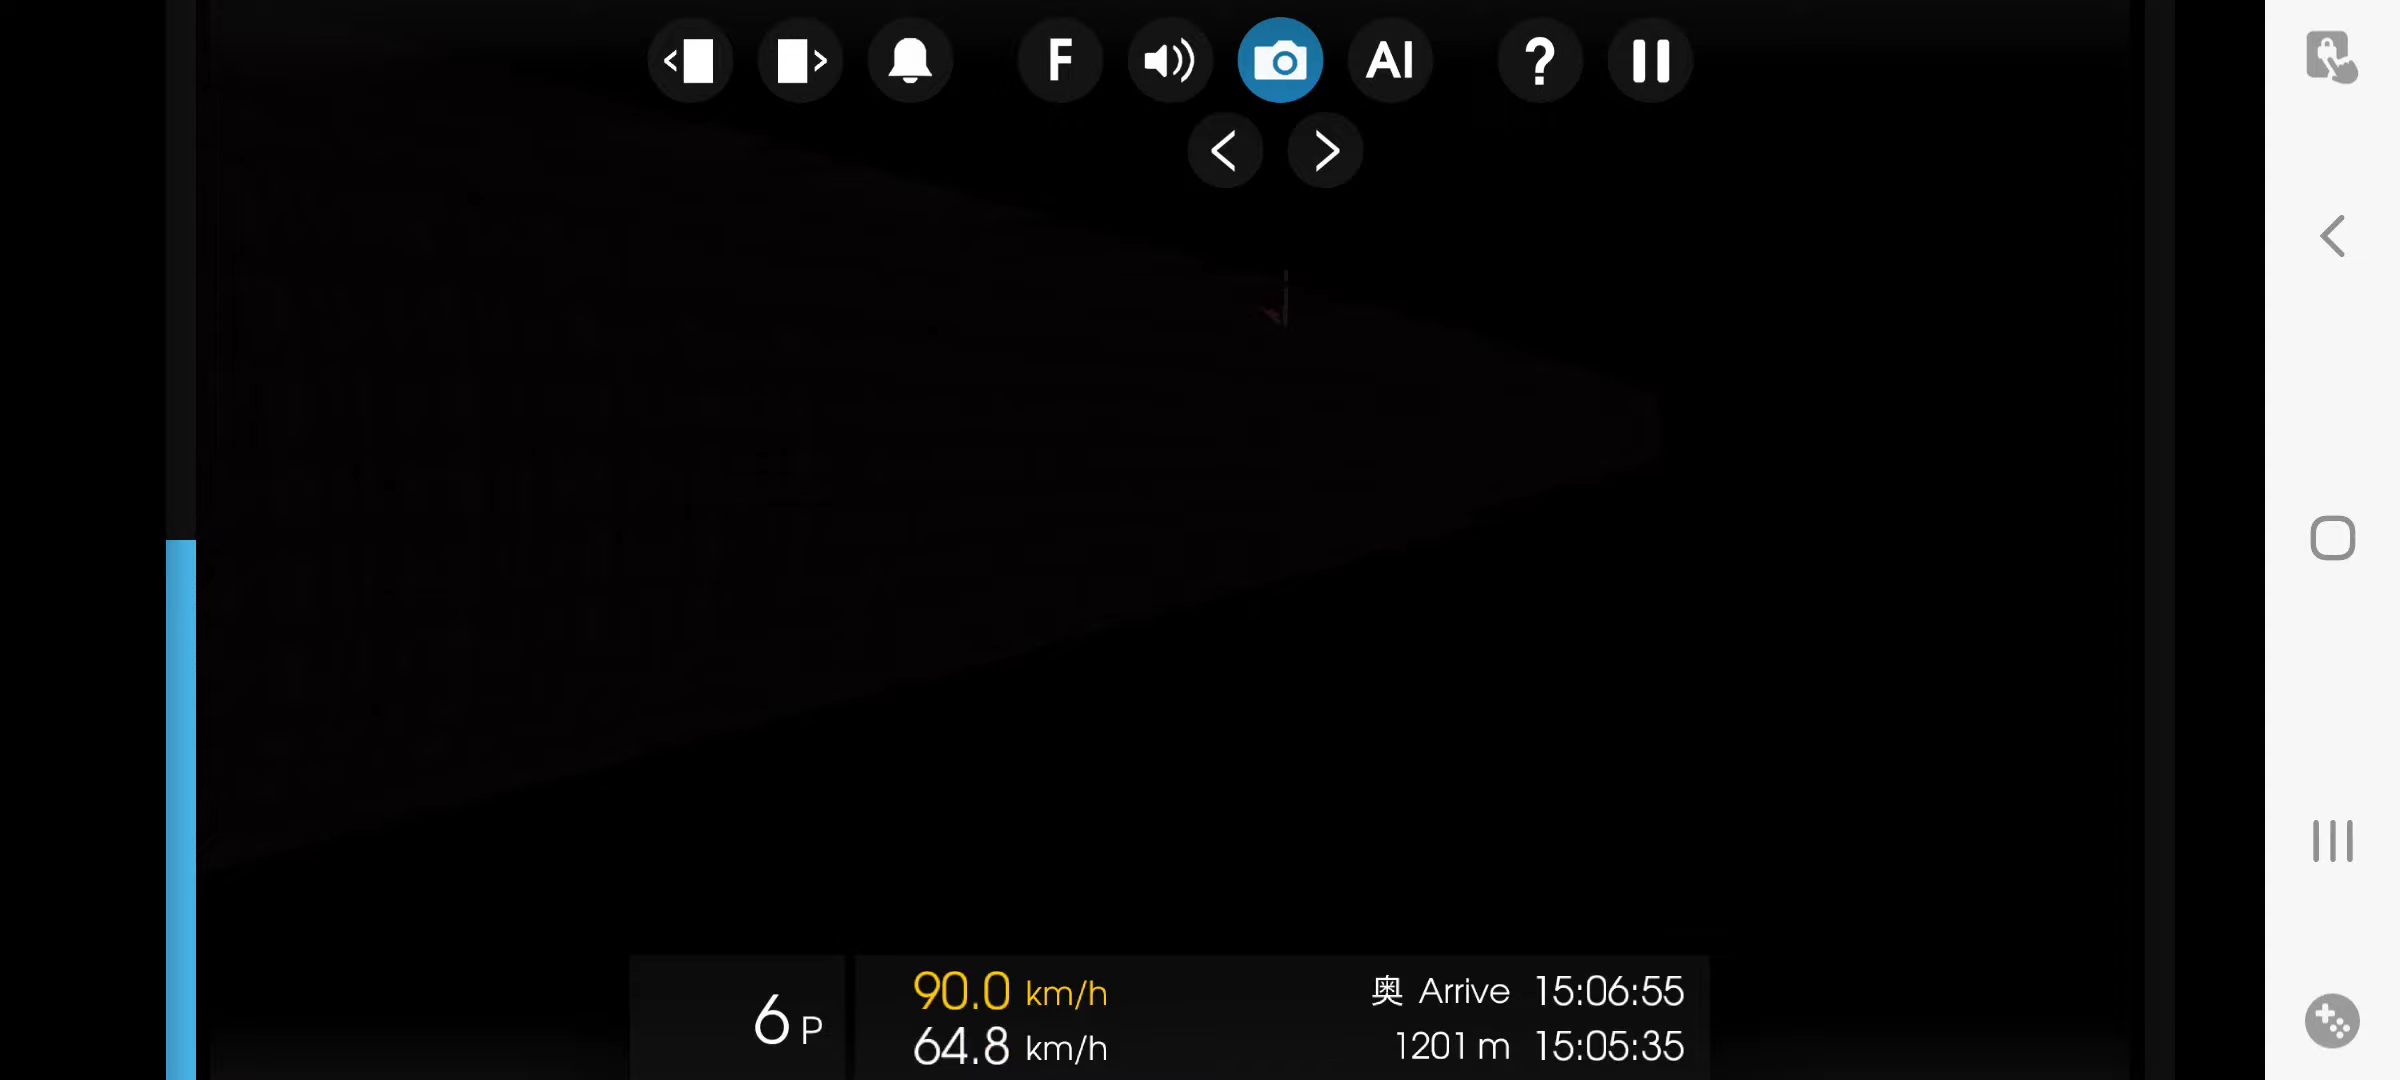 F AI ?
< >
6 P
90.0 km/h
64.8 km/h
奥 Arrive 15:06:55
1201 m 15:05:35